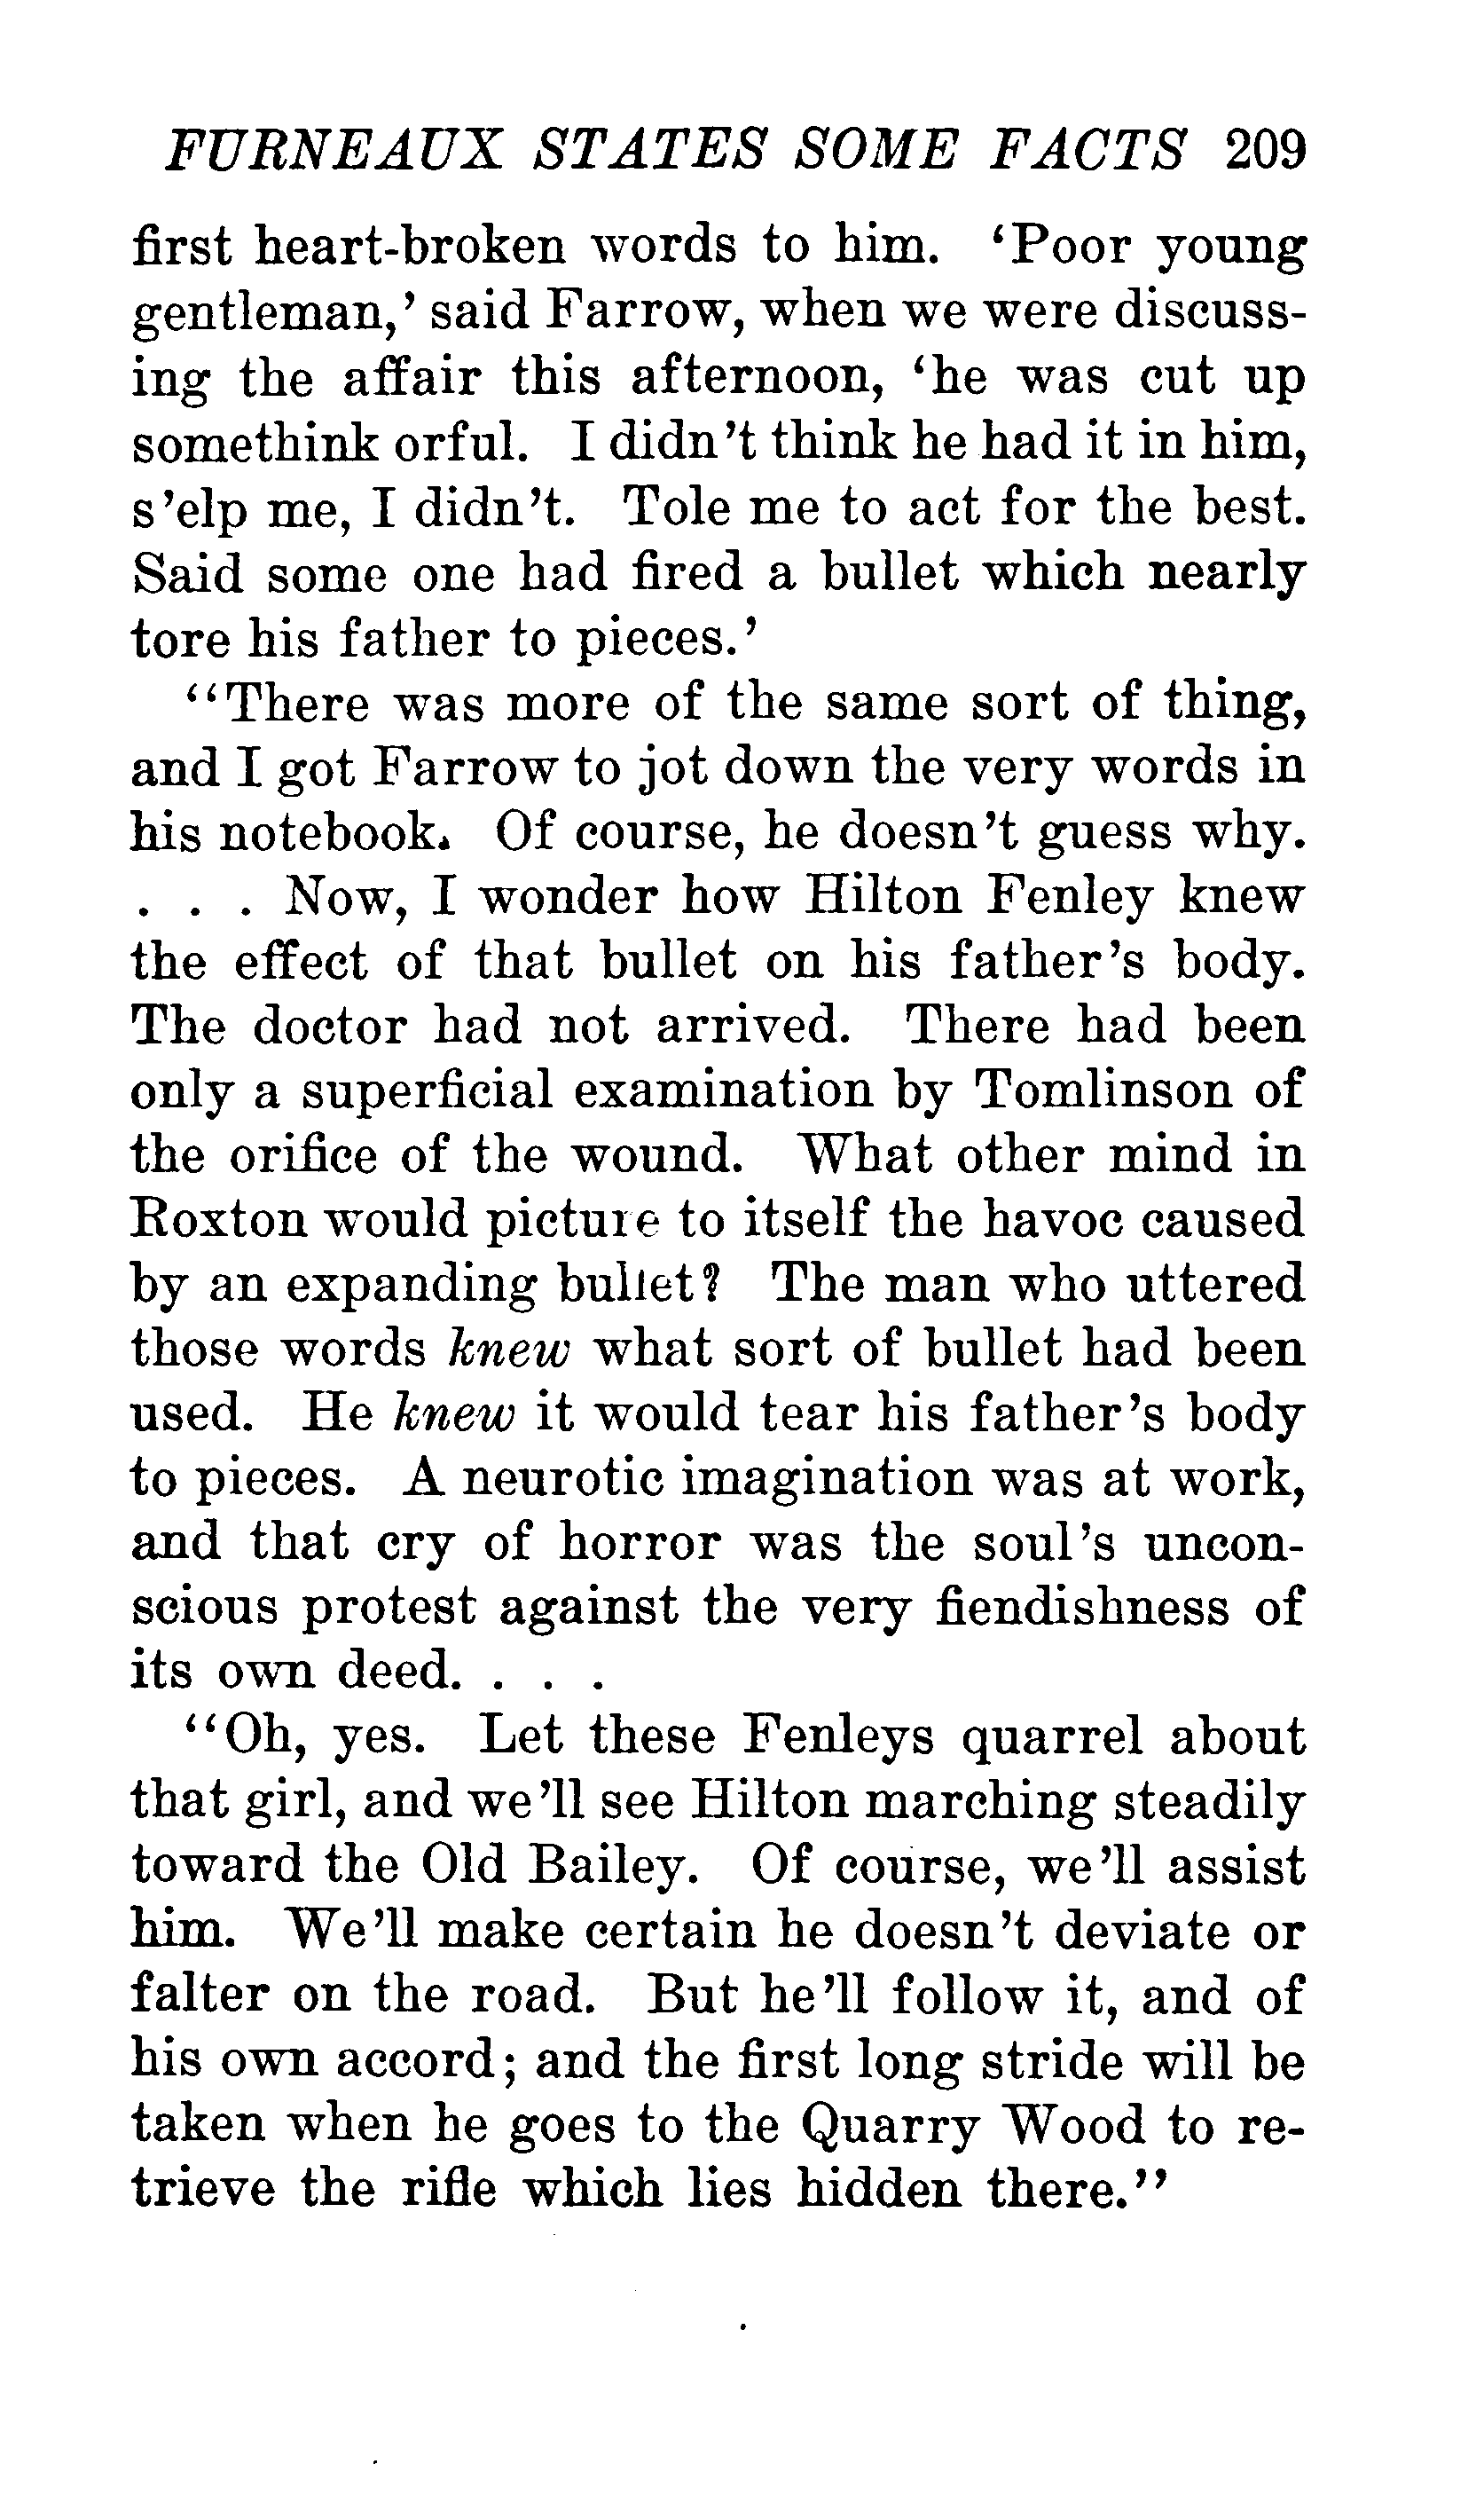 FURNEAUX STATES SOME FACTS 209
first heart-broken words to him. 'Poor young
gentleman,' said Farrow, when we were discuss-
ing the affair this afternoon, 'he was cut up
somethink orful. I didn't think he had it in him,
s'elp me, I didn't. Tole me to act for the best.
Said some one had fired a bullet which nearly
tore his father to pieces.'
"There was more of the same sort of thing,
and I got Farrow to jot down the very words in
his notebook. Of course, he doesn't guess why.
. . . Now, I wonder how Hilton Fenley knew
the effect of that bullet on his father's body.
The doctor had not arrived. There had been
only a superficial examination by Tomlinson of
the orifice of the wound. What other mind in
Roxton would picture to itself the havoc caused
by an expanding bullet? The man who uttered
those words knew what sort of bullet had been
used. He knew it would tear his father's body
to pieces. A neurotic imagination was at work,
and that cry of horror was the soul's uncon-
scious protest against the very fiendishness of
its own deed. . . .
"Oh, yes. Let these Fenleys quarrel about
that girl, and we'll see Hilton marching steadily
toward the Old Bailey. Of course, we'll assist
him. We'll make certain he doesn't deviate or
falter on the road. But he'll follow it, and of
his own accord; and the first long stride will be
taken when he goes to the Quarry Wood to re-
trieve the rifle which lies hidden there."